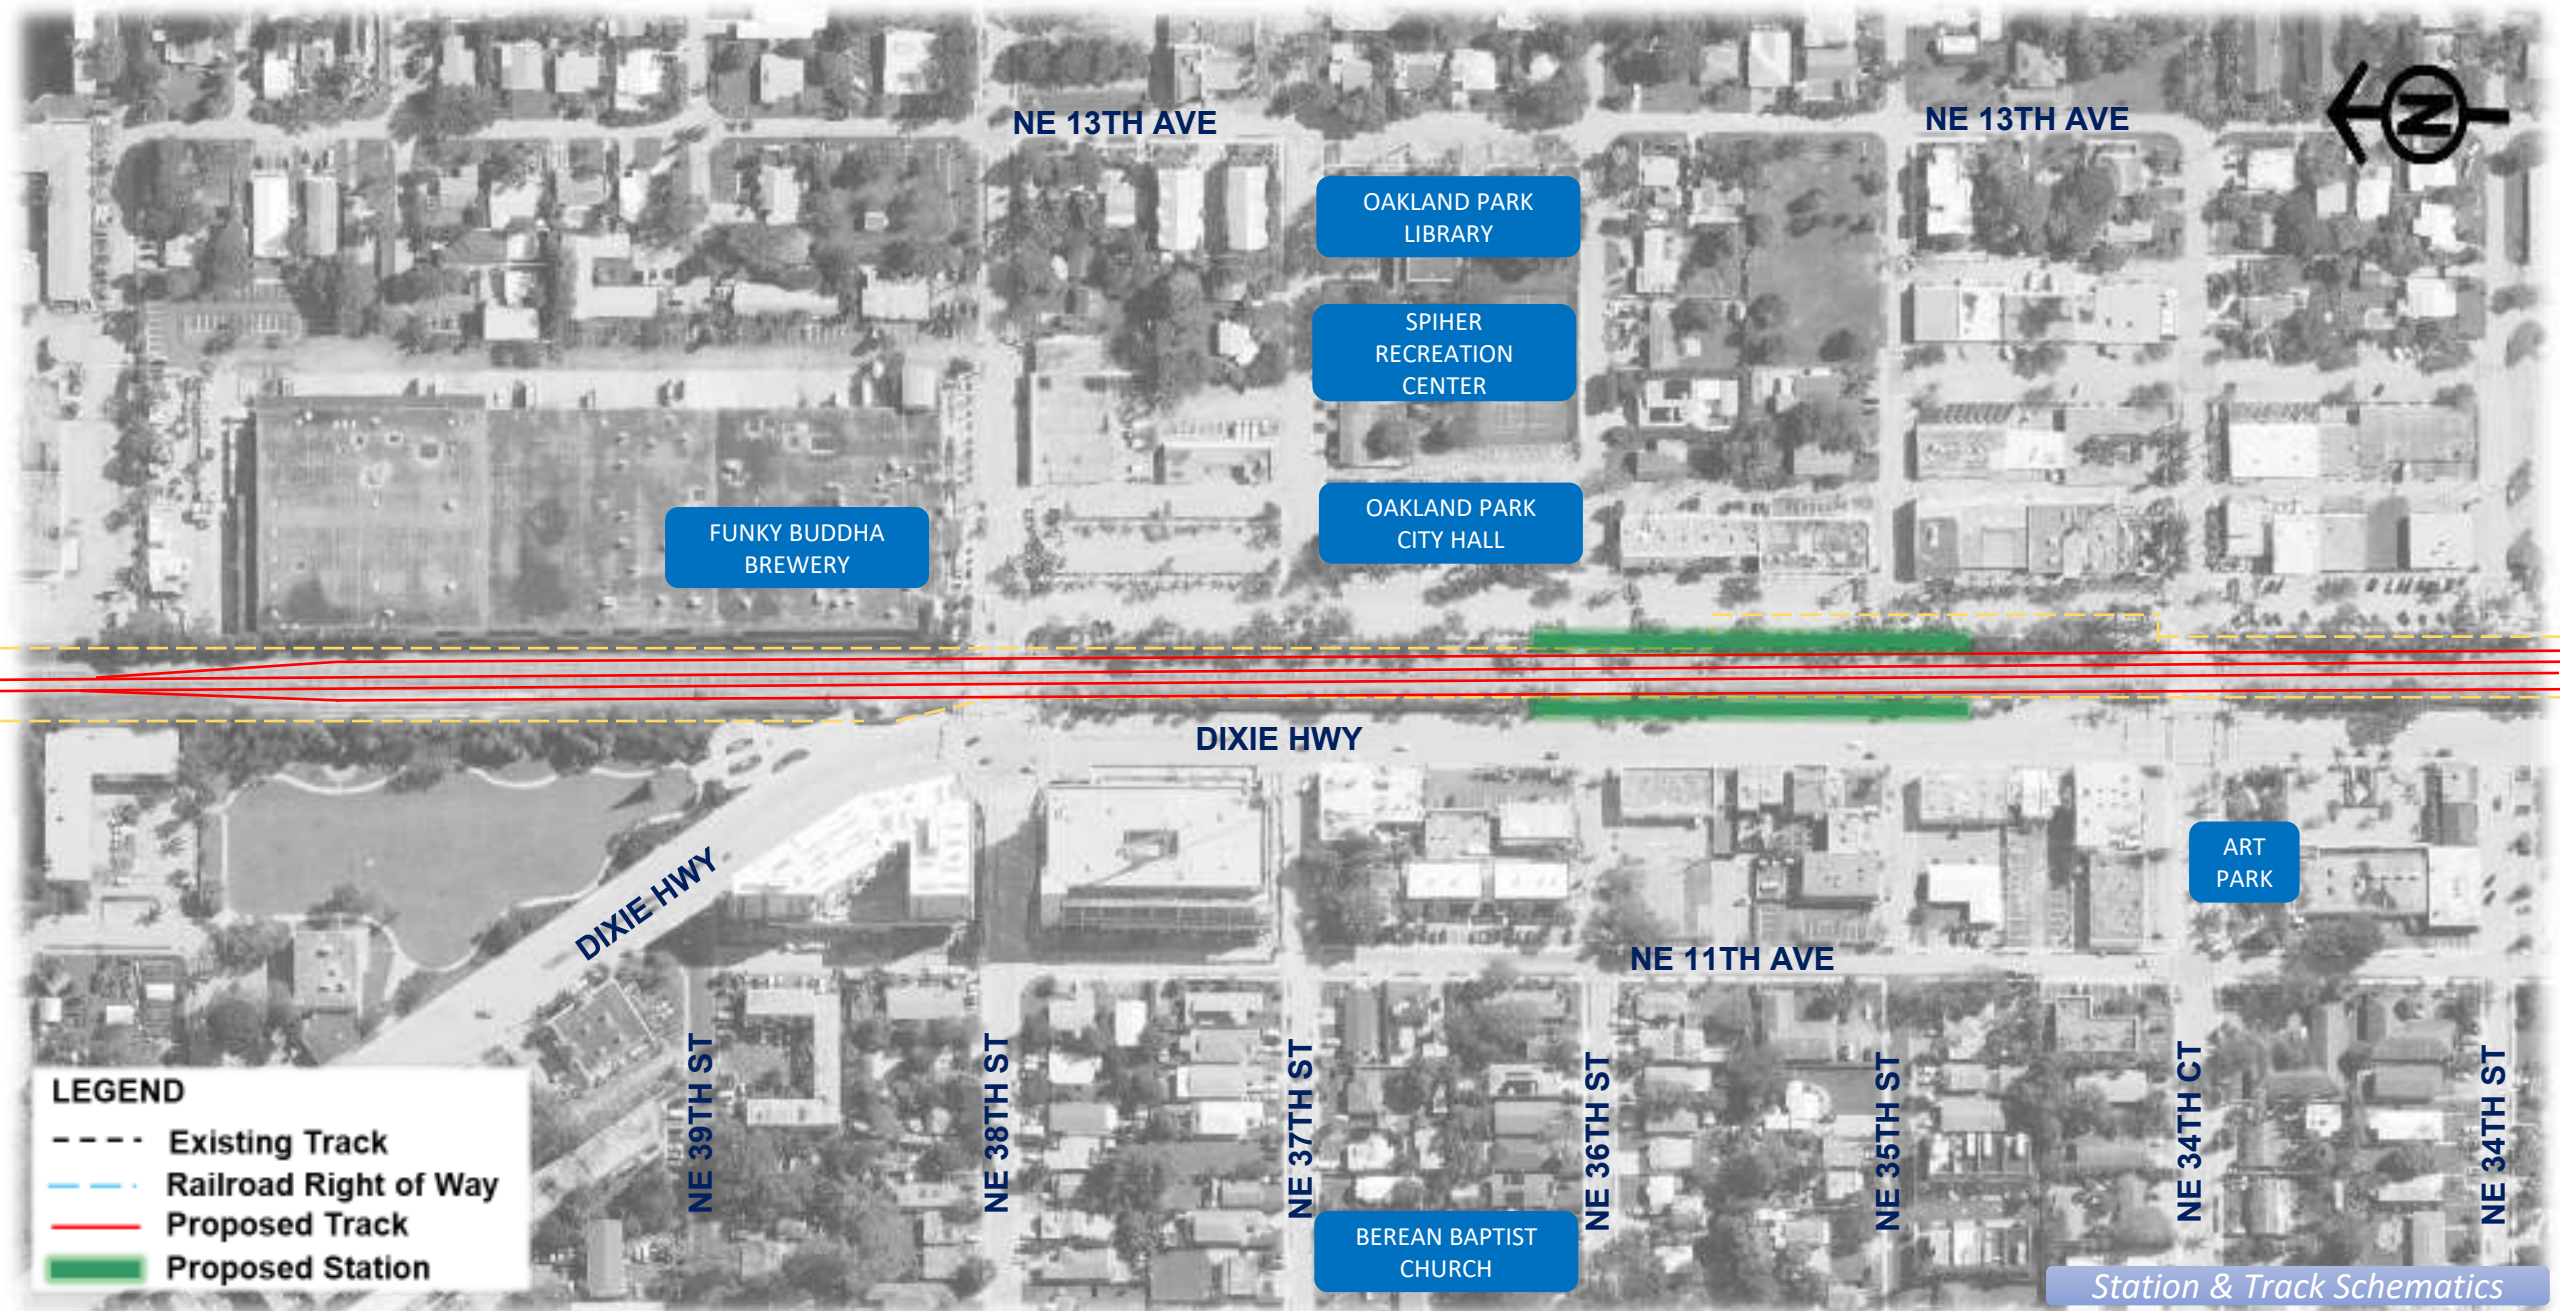 NE 13TH AVE
NE 13TH AVE
N
OAKLAND PARK
LIBRARY
SPIHER
RECREATION
CENTER
OAKLAND PARK
CITY HALL
FUNKY BUDDHA
BREWERY
DIXIE HWY
DIXIE HWY
ART
PARK
NE 11TH AVE
NE 39TH ST
NE 38TH ST
NE 37TH ST
NE 36TH ST
NE 35TH ST
NE 34TH CT
NE 34TH ST
BEREAN BAPTIST
CHURCH
LEGEND
Existing Track
Railroad Right of Way
Proposed Track
Proposed Station
Station & Track Schematics